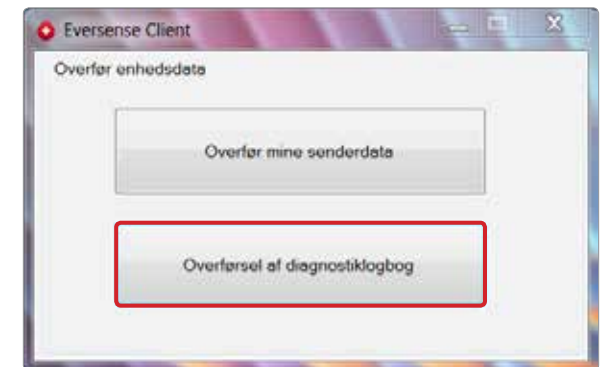 Eversense Client
Overfør enhedsdata
Overfør mine senderdata
Overførsel af diagnostiklogbog